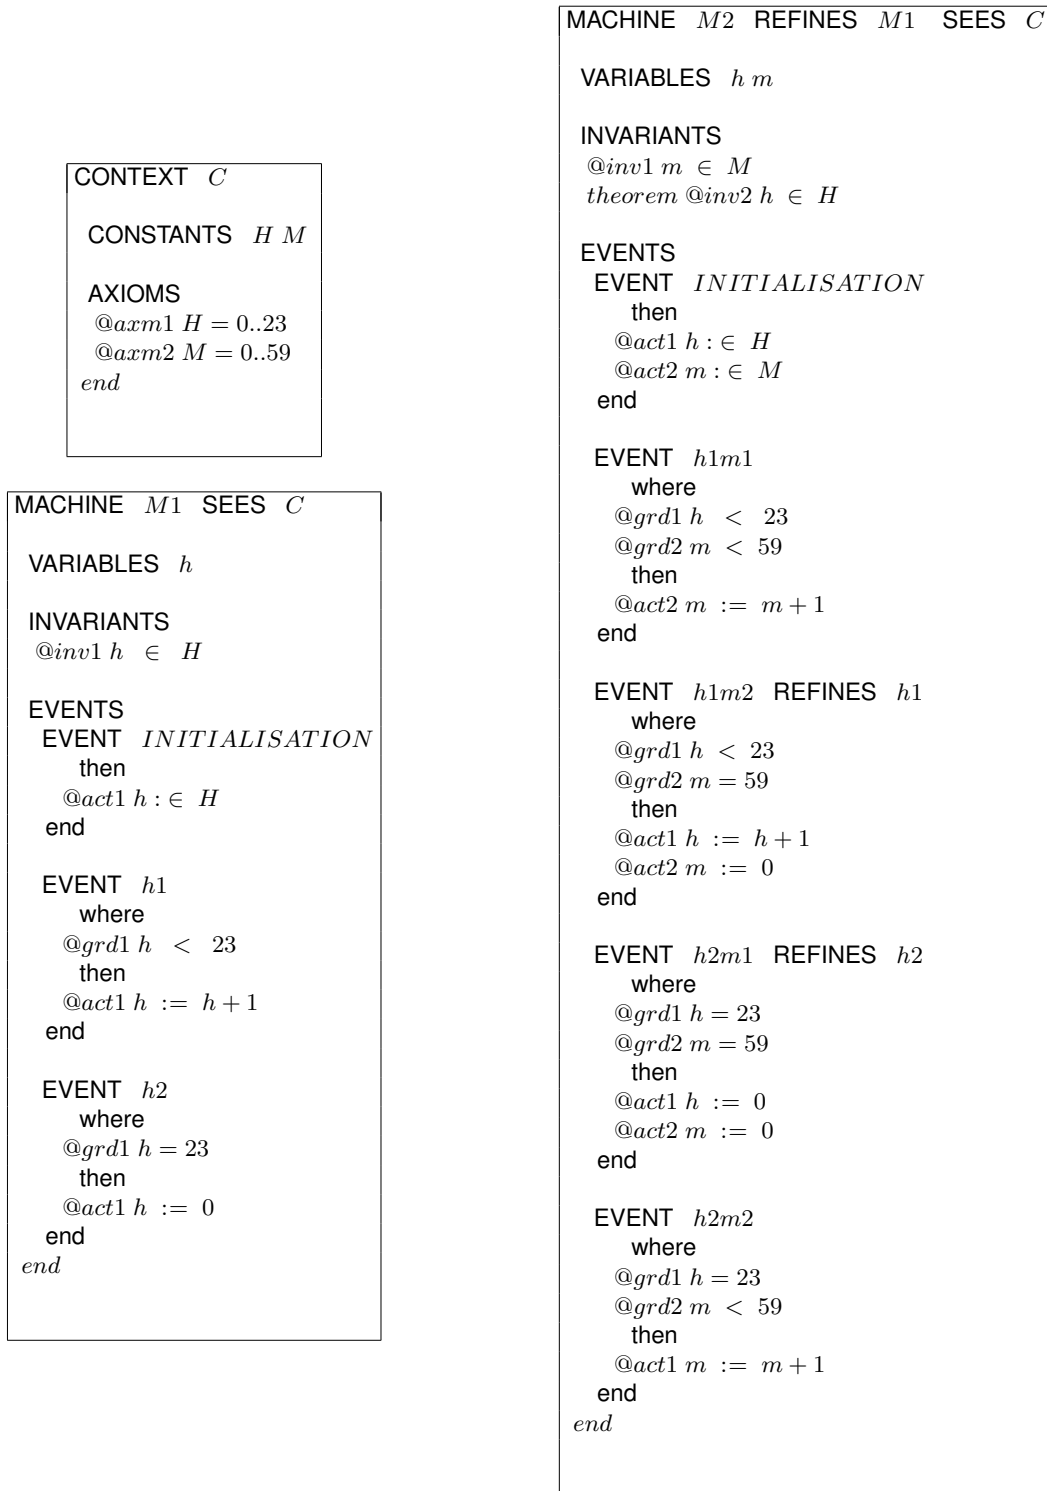 CONTEXT C
CONSTANTS H M
AXIOMS
@axm1 H = 0..23
@axm2 M = 0..59
end
MACHINE M1 SEES C
VARIABLES h
INVARIANTS
@inv1 h ∈ H
EVENTS
EVENT INITIALISATION
then
@act1 h :∈ H
end
EVENT h1
where
@grd1 h < 23
then
@act1 h := h + 1
end
EVENT h2
where
@grd1 h = 23
then
@act1 h := 0
end
end
MACHINE M2 REFINES M1 SEES C
VARIABLES h m
INVARIANTS
@inv1 m ∈ M
theorem @inv2 h ∈ H
EVENTS
EVENT INITIALISATION
then
@act1 h :∈ H
@act2 m :∈ M
end
EVENT h1m1
where
@grd1 h < 23
@grd2 m < 59
then
@act2 m := m + 1
end
EVENT h1m2 REFINES h1
where
@grd1 h < 23
@grd2 m = 59
then
@act1 h := h + 1
@act2 m := 0
end
EVENT h2m1 REFINES h2
where
@grd1 h = 23
@grd2 m = 59
then
@act1 h := 0
@act2 m := 0
end
EVENT h2m2
where
@grd1 h = 23
@grd2 m < 59
then
@act1 m := m + 1
end
end